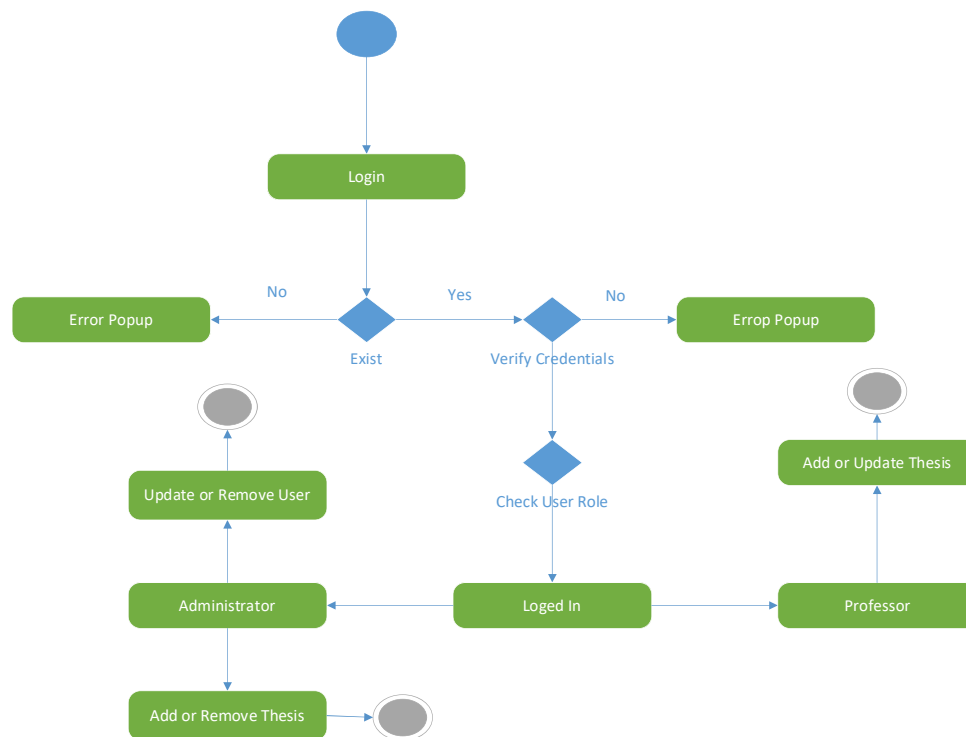 Login
No
Yes
No
Error Popup
Errop Popup
Exist
Verify Credentials
Add or Update Thesis
Update or Remove User
Check User Role
Administrator
Loged In
Professor
Add or Remove Thesis